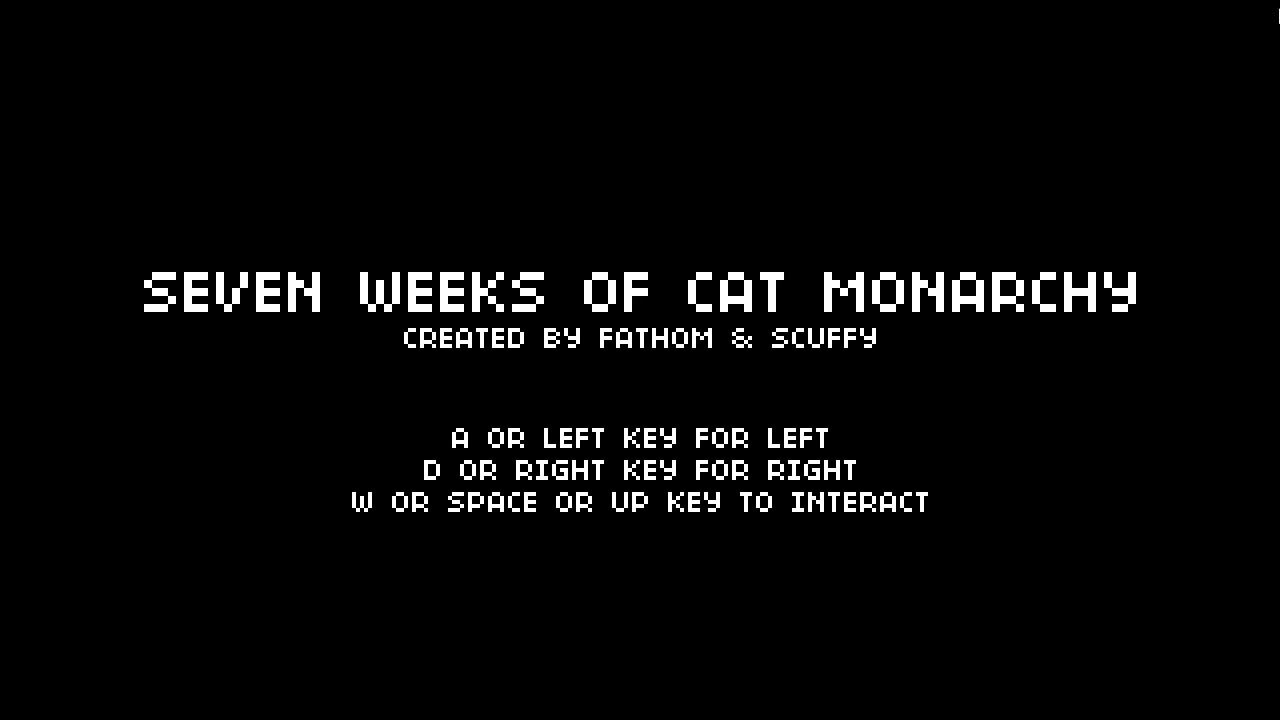 SEVEN WEEKS OF CAT MONARCHY
CREATED BY FATHOM & SCUFFY
A OR LEFT KEY FOR LEFT
D OR RIGHT KEY FOR RIGHT
W OR SPACE OR UP KEY TO INTERACT